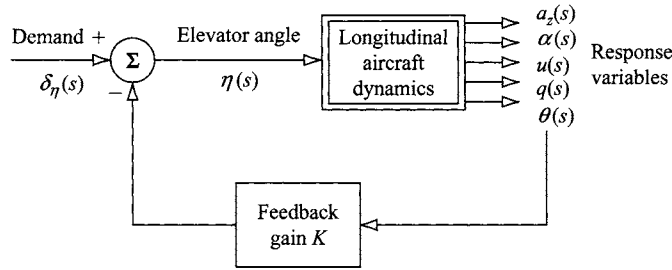 Demand +
Σ
δη(s)
−
Elevator angle
η(s)
Longitudinal
aircraft
dynamics
az(s)
α(s)
u(s)
q(s)
θ(s)
Response
variables
Feedback
gain K